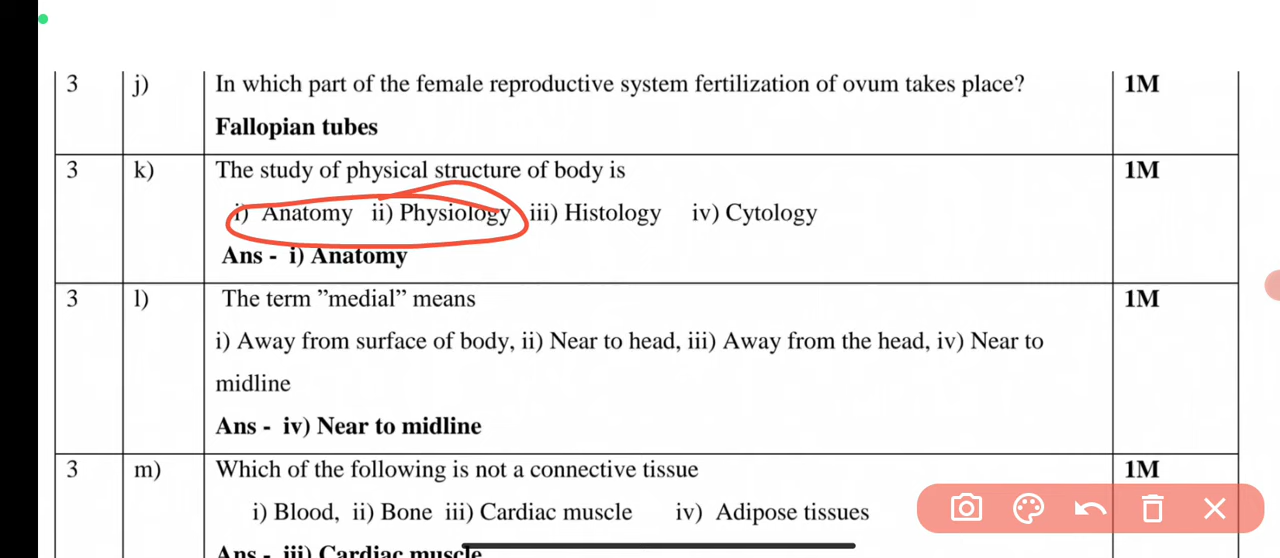 3 j) In which part of the female reproductive system fertilization of ovum takes place? 1M
Fallopian tubes
3 k) The study of physical structure of body is 1M
i) Anatomy ii) Physiology iii) Histology iv) Cytology
Ans - i) Anatomy
3 l) The term ”medial” means 1M
i) Away from surface of body, ii) Near to head, iii) Away from the head, iv) Near to
midline
Ans - iv) Near to midline
3 m) Which of the following is not a connective tissue 1M
i) Blood, ii) Bone iii) Cardiac muscle iv) Adipose tissues
Ans - iii) Cardiac muscle